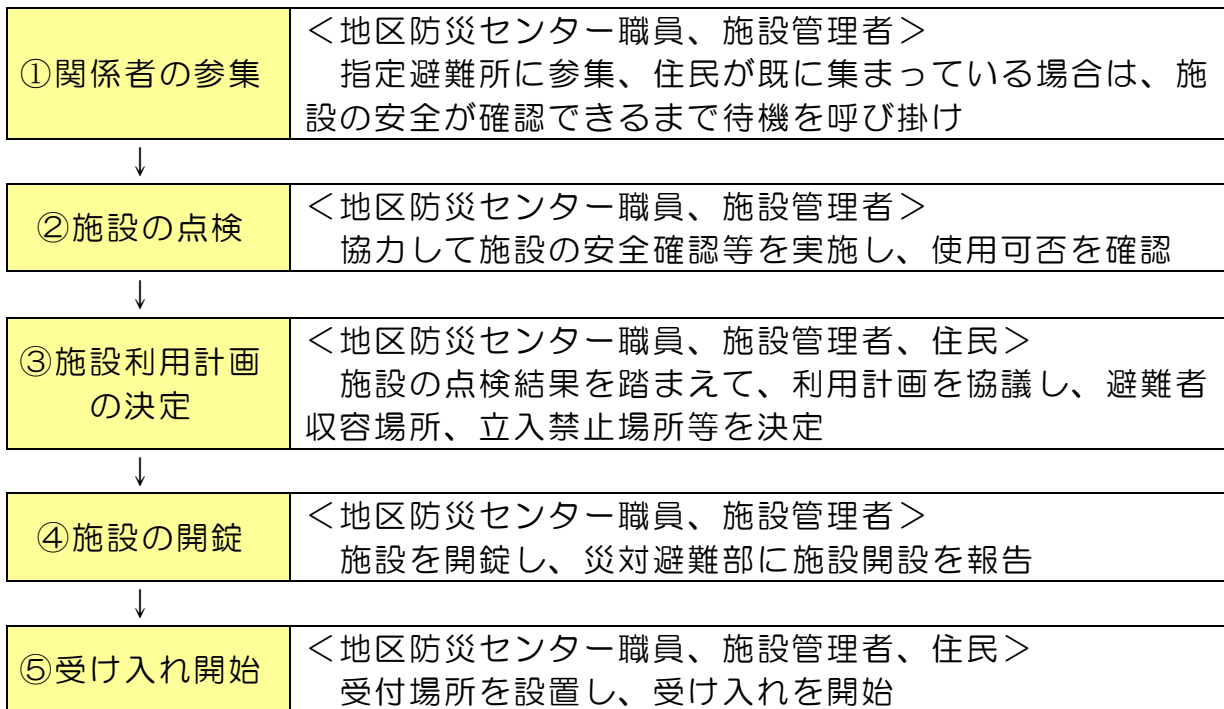 ①関係者の参集
＜地区防災センター職員、施設管理者＞
指定避難所に参集、住民が既に集まっている場合は、施
設の安全が確認できるまで待機を呼び掛け
↓
②施設の点検
＜地区防災センター職員、施設管理者＞
協力して施設の安全確認等を実施し、使用可否を確認
↓
③施設利用計画
の決定
＜地区防災センター職員、施設管理者、住民＞
施設の点検結果を踏まえて、利用計画を協議し、避難者
収容場所、立入禁止場所等を決定
↓
④施設の開錠
＜地区防災センター職員、施設管理者＞
施設を開錠し、災対避難部に施設開設を報告
↓
⑤受け入れ開始
＜地区防災センター職員、施設管理者、住民＞
受付場所を設置し、受け入れを開始